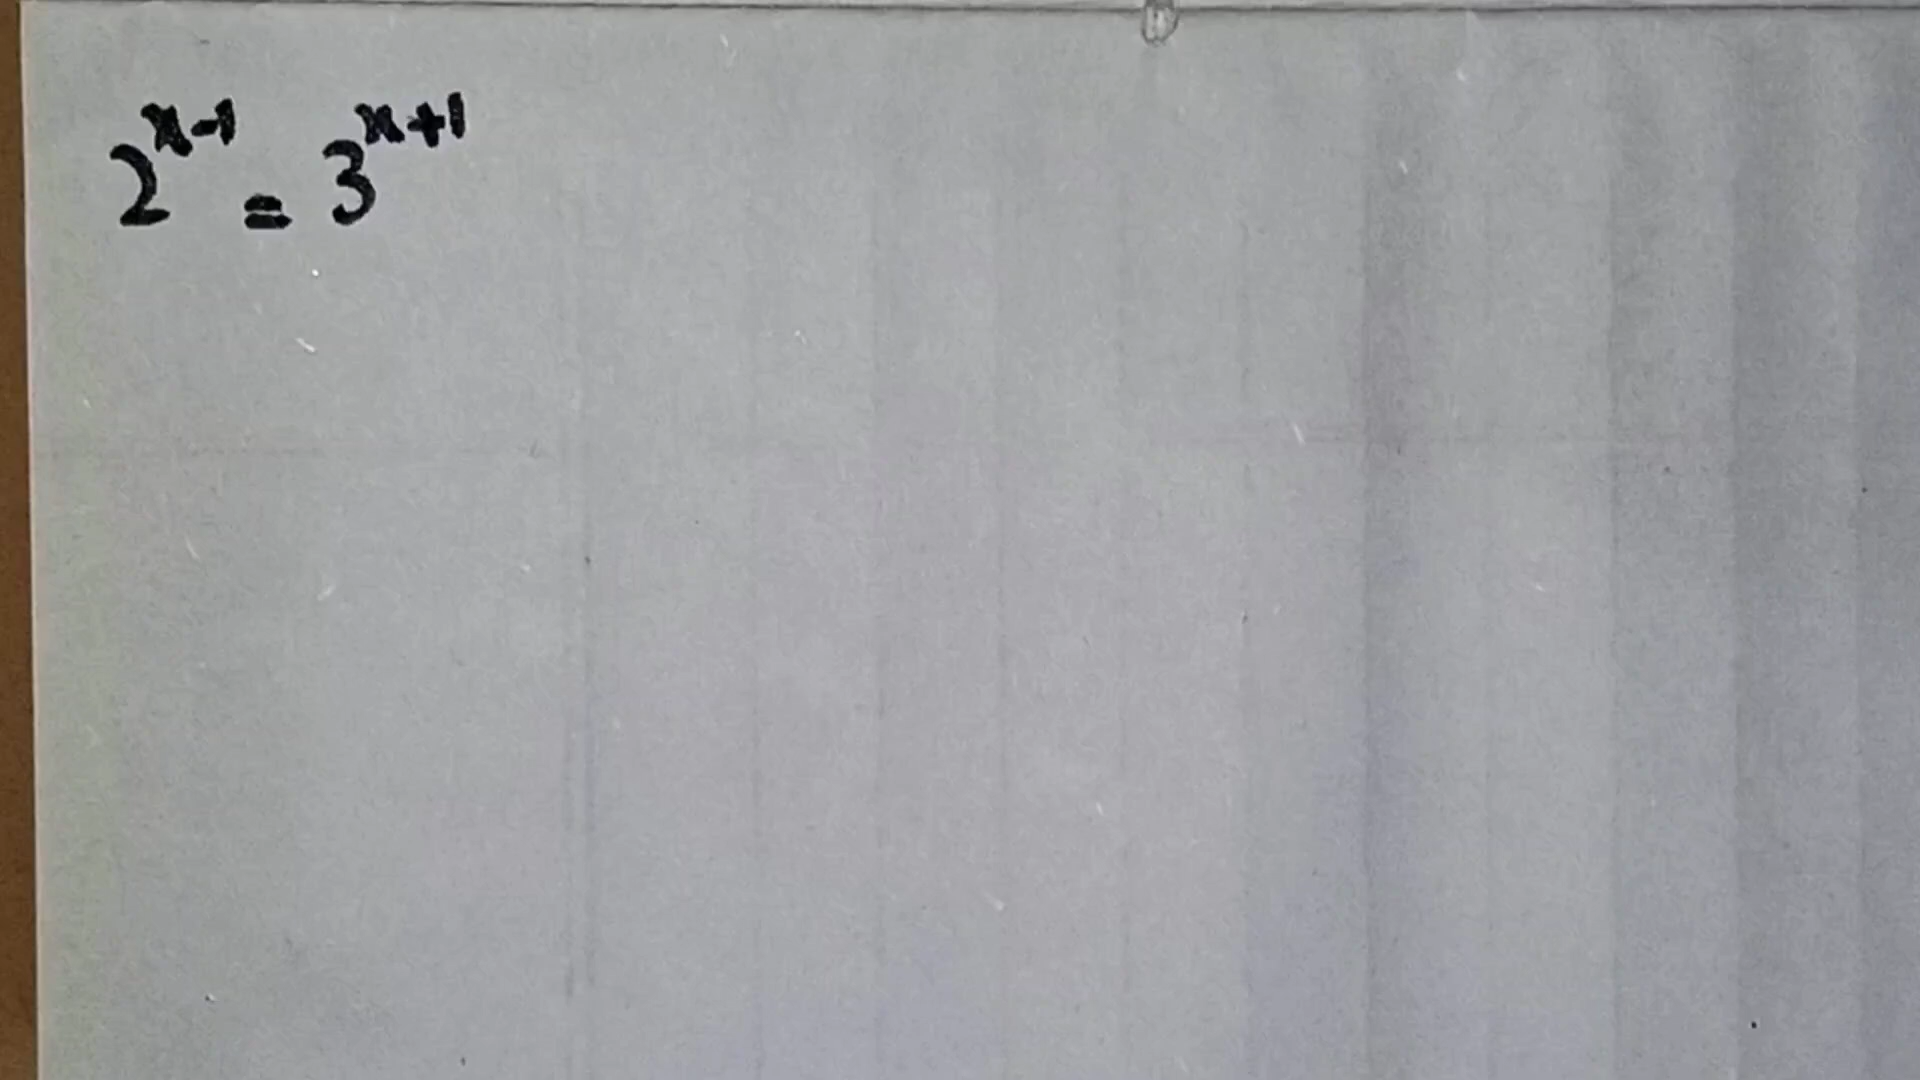 2^{x-1} = 3^{x+1}